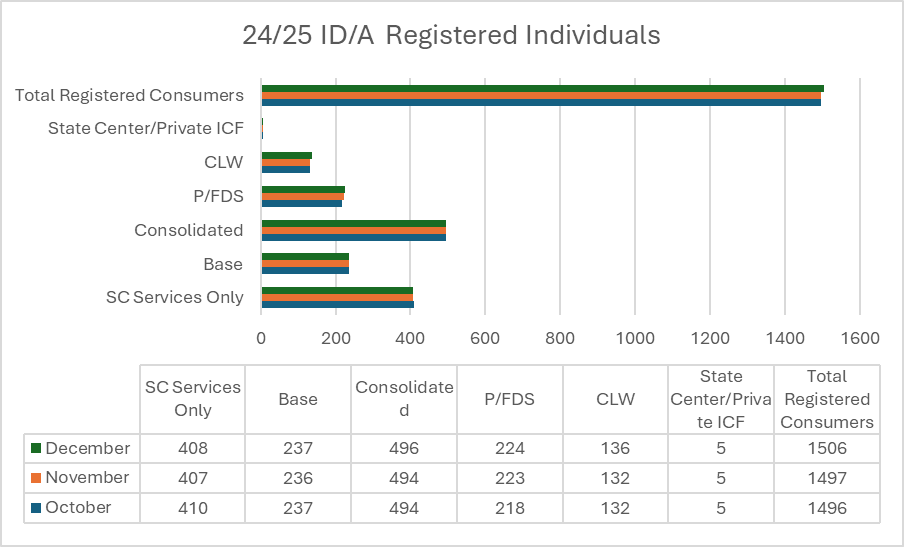 24/25 ID/A Registered Individuals
Total Registered Consumers
State Center/Private ICF
CLW
P/FDS
Consolidated
Base
SC Services Only
0 200 400 600 800 1000 1200 1400 1600
SC Services
Only
Base
Consolidate
d
P/FDS
CLW
State
Center/Priva
te ICF
Total
Registered
Consumers
December 408 237 496 224 136 5 1506
November 407 236 494 223 132 5 1497
October 410 237 494 218 132 5 1496